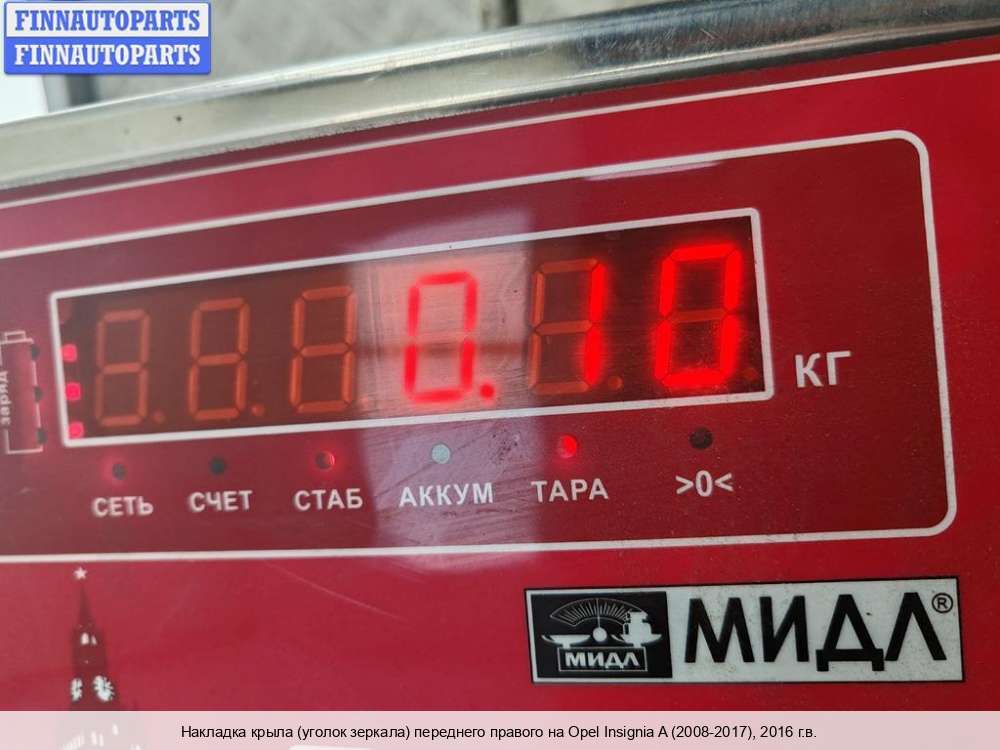 FINNAUTOPARTS
FINNAUTOPARTS
0.10
КГ
заряд
СЕТЬ СЧЕТ СТАБ АККУМ ТАРА >0<
МИДЛ
МИДЛ®
Накладка крыла (уголок зеркала) переднего правого на Opel Insignia A (2008-2017), 2016 г.в.